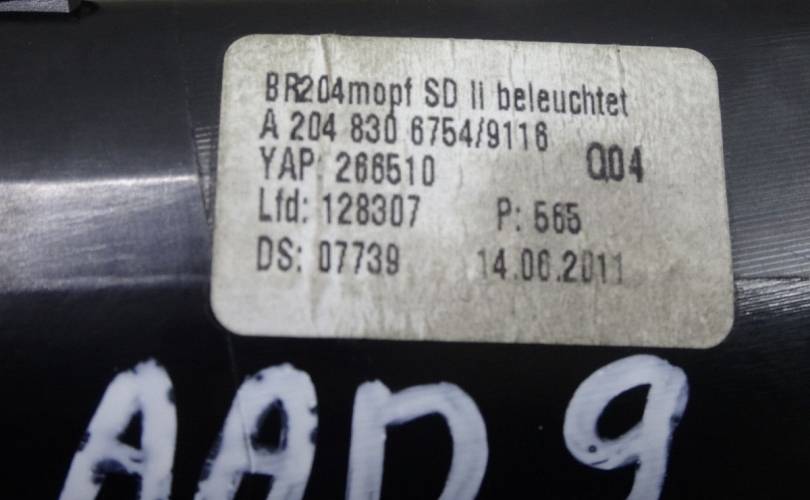 BR204mopf SD II beleuchtet
A 204 830 6754/9116
YAP: 266510 Q04
Lfd: 128307 P: 565
DS: 07739 14.06.2011
AAD 9